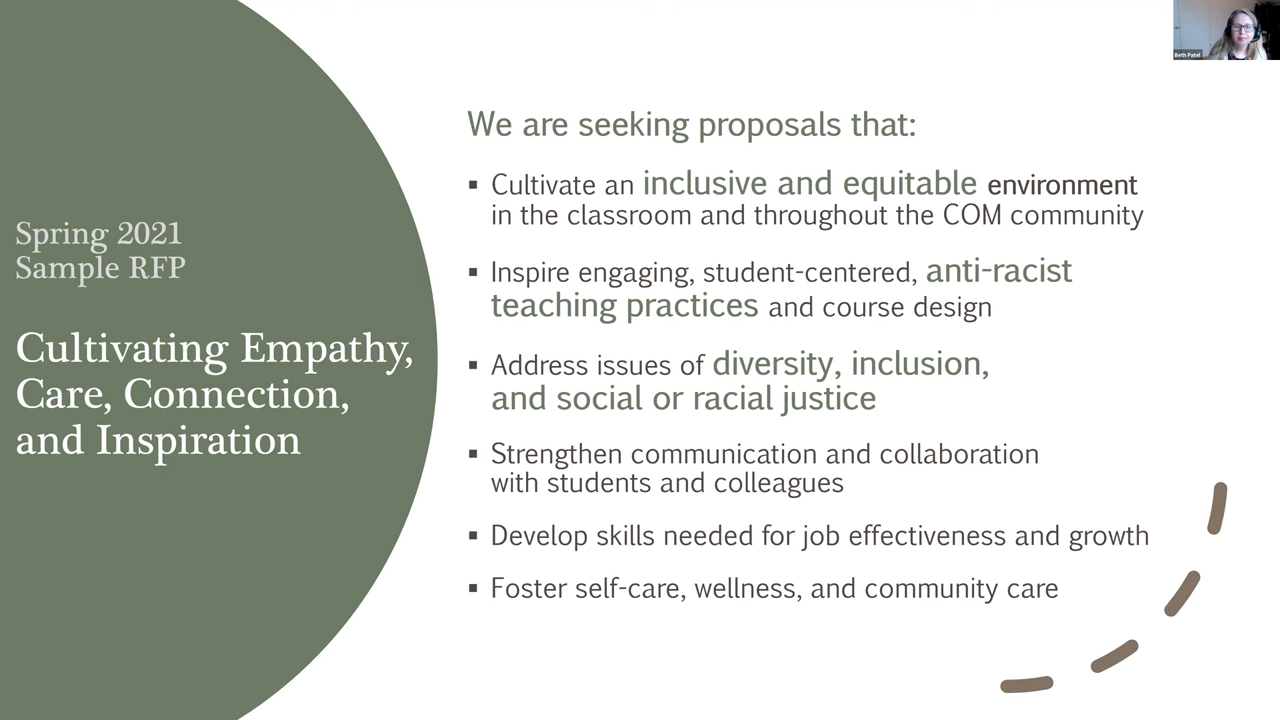 Spring 2021
Sample RFP
Cultivating Empathy,
Care, Connection,
and Inspiration
We are seeking proposals that:
▪ Cultivate an inclusive and equitable environment
in the classroom and throughout the COM community
▪ Inspire engaging, student-centered, anti-racist
teaching practices and course design
▪ Address issues of diversity, inclusion,
and social or racial justice
▪ Strengthen communication and collaboration
with students and colleagues
▪ Develop skills needed for job effectiveness and growth
▪ Foster self-care, wellness, and community care
Beth Patel